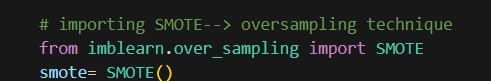 # importing SMOTE--> oversampling technique
from imblearn.over_sampling import SMOTE
smote= SMOTE()